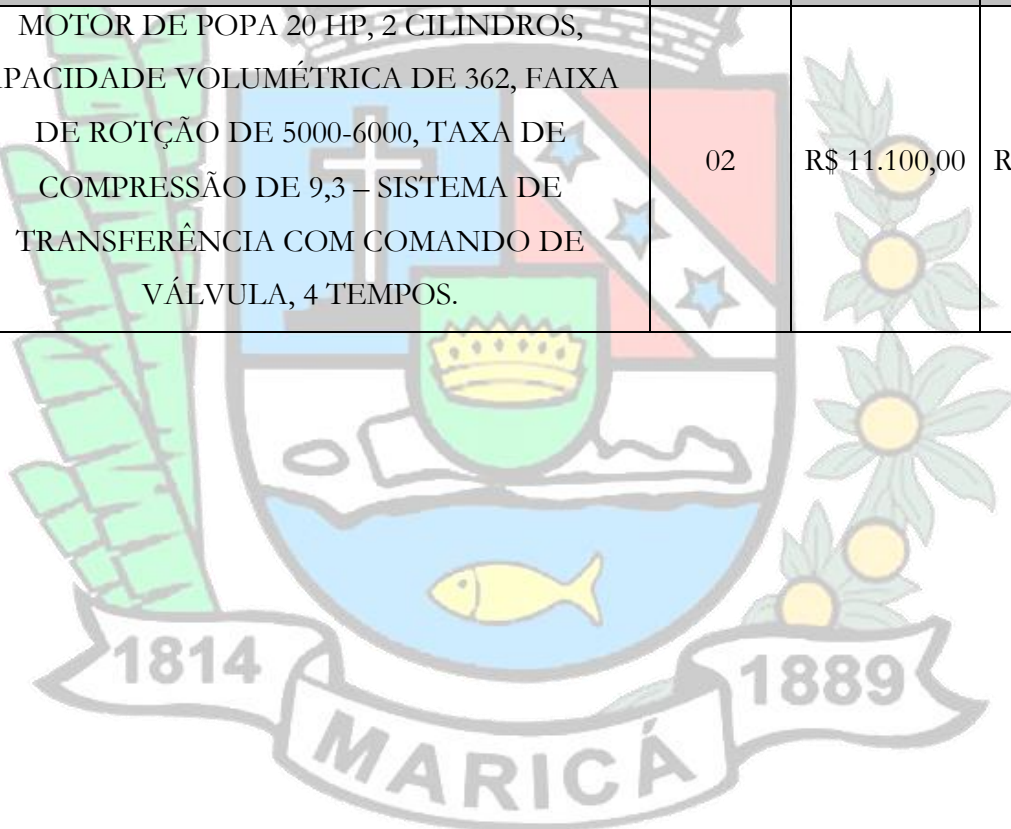 MOTOR DE POPA 20 HP, 2 CILINDROS,
APACIDADE VOLUMÉTRICA DE 362, FAIXA
DE ROTÇÃO DE 5000-6000, TAXA DE
COMPRESSÃO DE 9,3 – SISTEMA DE
TRANSFERÊNCIA COM COMANDO DE
VÁLVULA, 4 TEMPOS.
02
R$ 11.100,00
R
1814
1889
MARICÁ